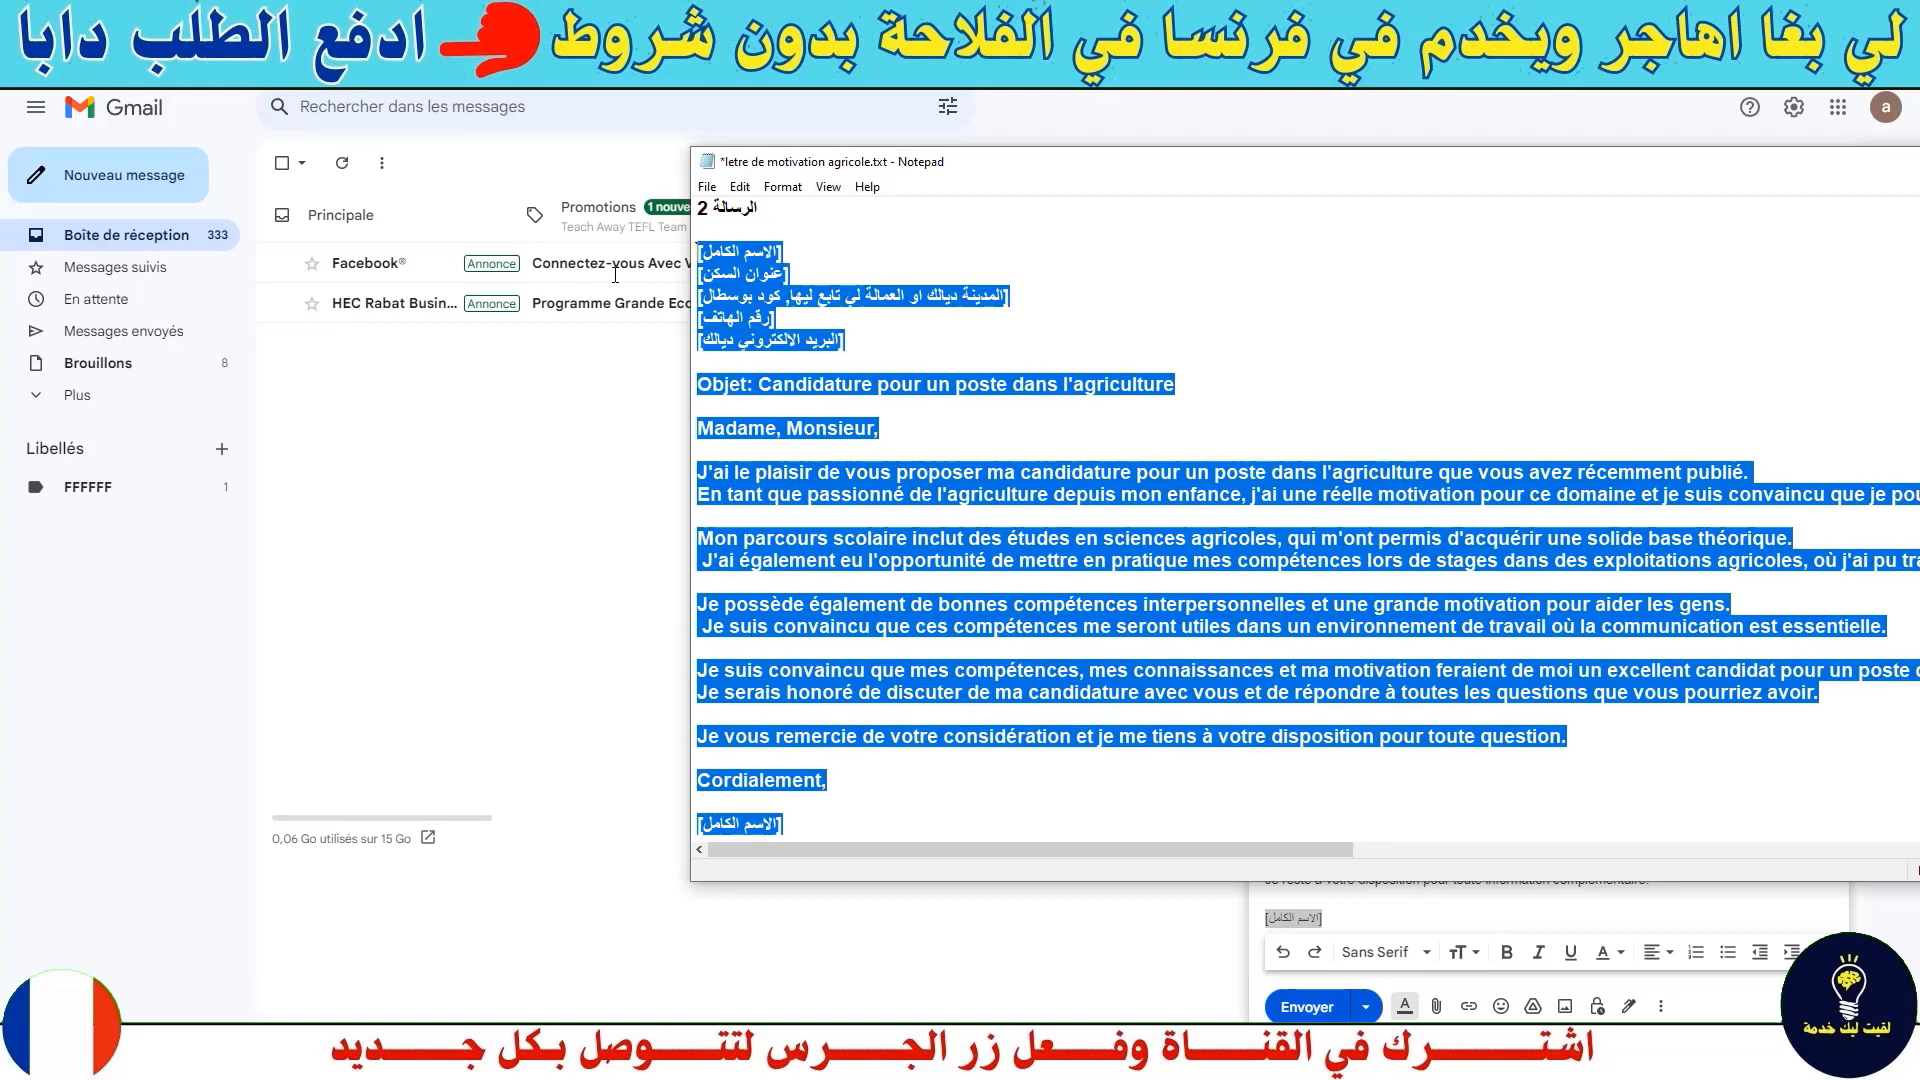 لي بغا اهاجر ويخدم في فرنسا في الفلاحة بدون شروط ادفع الطلب دابا
Gmail
Rechercher dans les messages
a
Nouveau message
Boîte de réception 333
Messages suivis
En attente
Messages envoyés
Brouillons 8
Plus
Libellés
FFFFFF 1
Principale
Promotions 1 nouve
Teach Away TEFL Team
Facebook® Annonce Connectez-vous Avec V
HEC Rabat Busin... Annonce Programme Grande Eco
0,06 Go utilisés sur 15 Go
*letre de motivation agricole.txt - Notepad
File Edit Format View Help
الرسالة 2
[الاسم الكامل]
[عنوان السكن]
[المدينة ديالك او العمالة لي تابع ليها, كود بوسطال]
[رقم الهاتف]
[البريد الالكتروني ديالك]
Objet: Candidature pour un poste dans l'agriculture
Madame, Monsieur,
J'ai le plaisir de vous proposer ma candidature pour un poste dans l'agriculture que vous avez récemment publié.
En tant que passionné de l'agriculture depuis mon enfance, j'ai une réelle motivation pour ce domaine et je suis convaincu que je pou
Mon parcours scolaire inclut des études en sciences agricoles, qui m'ont permis d'acquérir une solide base théorique.
J'ai également eu l'opportunité de mettre en pratique mes compétences lors de stages dans des exploitations agricoles, où j'ai pu tra
Je possède également de bonnes compétences interpersonnelles et une grande motivation pour aider les gens.
Je suis convaincu que ces compétences me seront utiles dans un environnement de travail où la communication est essentielle.
Je suis convaincu que mes compétences, mes connaissances et ma motivation feraient de moi un excellent candidat pour un poste
Je serais honoré de discuter de ma candidature avec vous et de répondre à toutes les questions que vous pourriez avoir.
Je vous remercie de votre considération et je me tiens à votre disposition pour toute question.
Cordialement,
[الاسم الكامل]
Je reste à votre disposition pour toute information complémentaire.
[الاسم الكامل]
Sans Serif
Envoyer
لقيت ليك خدمة
اشتـــرك في القنـــاة وفـــعل زر الجـــرس لتتـــوصل بـكل جـــديد